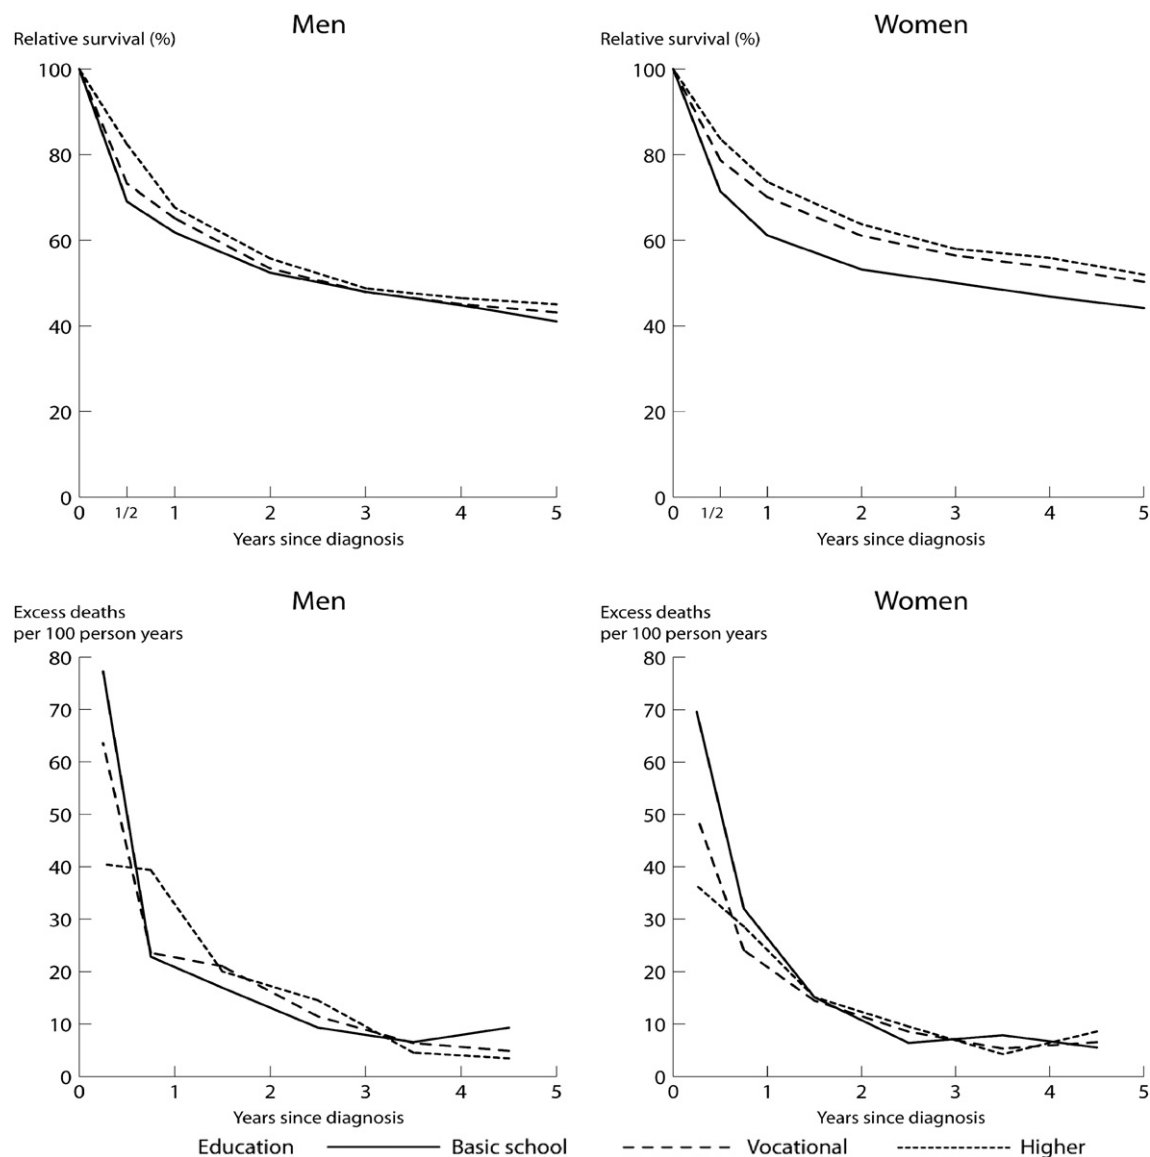 Men
Women
Relative survival (%)
Relative survival (%)
100
80
60
40
20
0
0 1/2 1 2 3 4 5
Years since diagnosis
100
80
60
40
20
0
0 1/2 1 2 3 4 5
Years since diagnosis
Men
Women
Excess deaths
per 100 person years
80
70
60
50
40
30
20
10
0
0 1 2 3 4 5
Years since diagnosis
Excess deaths
per 100 person years
80
70
60
50
40
30
20
10
0
0 1 2 3 4 5
Years since diagnosis
Education Basic school Vocational Higher